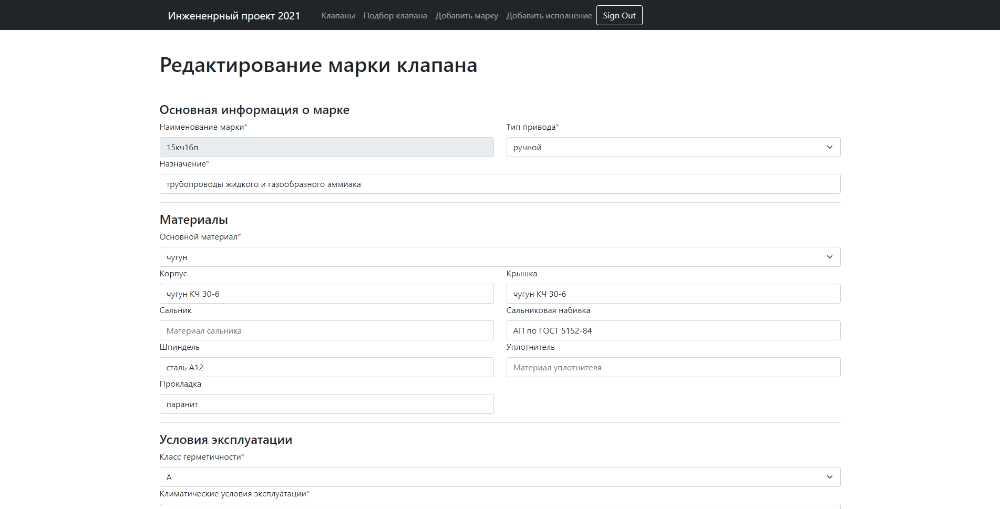 Инжененрный проект 2021 Клапаны Подбор клапана Добавить марку Добавить исполнение Sign Out
Редактирование марки клапана
Основная информация о марке
Наименование марки* Тип привода*
15кч16п ручной
Назначение*
трубопроводы жидкого и газообразного аммиака
Материалы
Основной материал*
чугун
Корпус Крышка
чугун КЧ 30-6 чугун КЧ 30-6
Сальник Сальниковая набивка
Материал сальника АП по ГОСТ 5152-84
Шпиндель Уплотнитель
сталь А12 Материал уплотнителя
Прокладка
паранит
Условия эксплуатации
Класс герметичности*
А
Климатические условия эксплуатации*